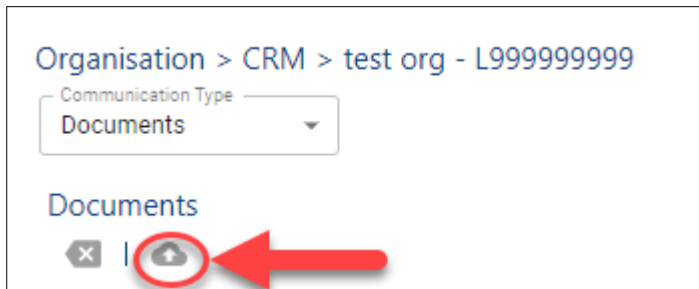 Organisation > CRM > test org - L999999999
Communication Type
Documents
Documents